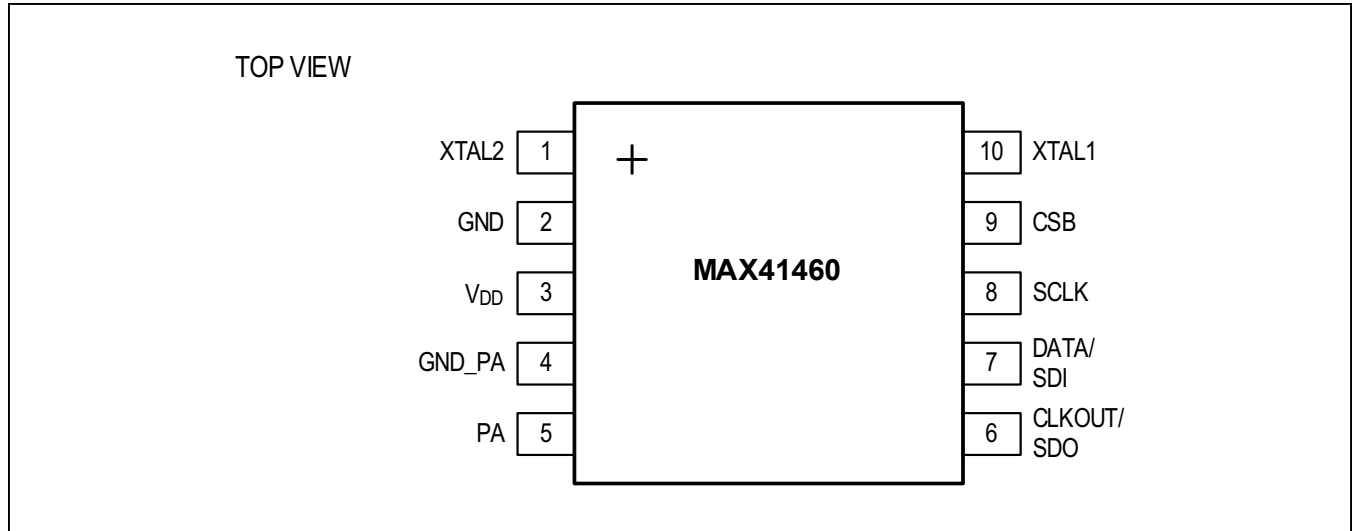 TOP VIEW
XTAL2 1
GND 2
VDD 3
GND_PA 4
PA 5
+
MAX41460
10 XTAL1
9 CSB
8 SCLK
7 DATA/
SDI
6 CLKOUT/
SDO